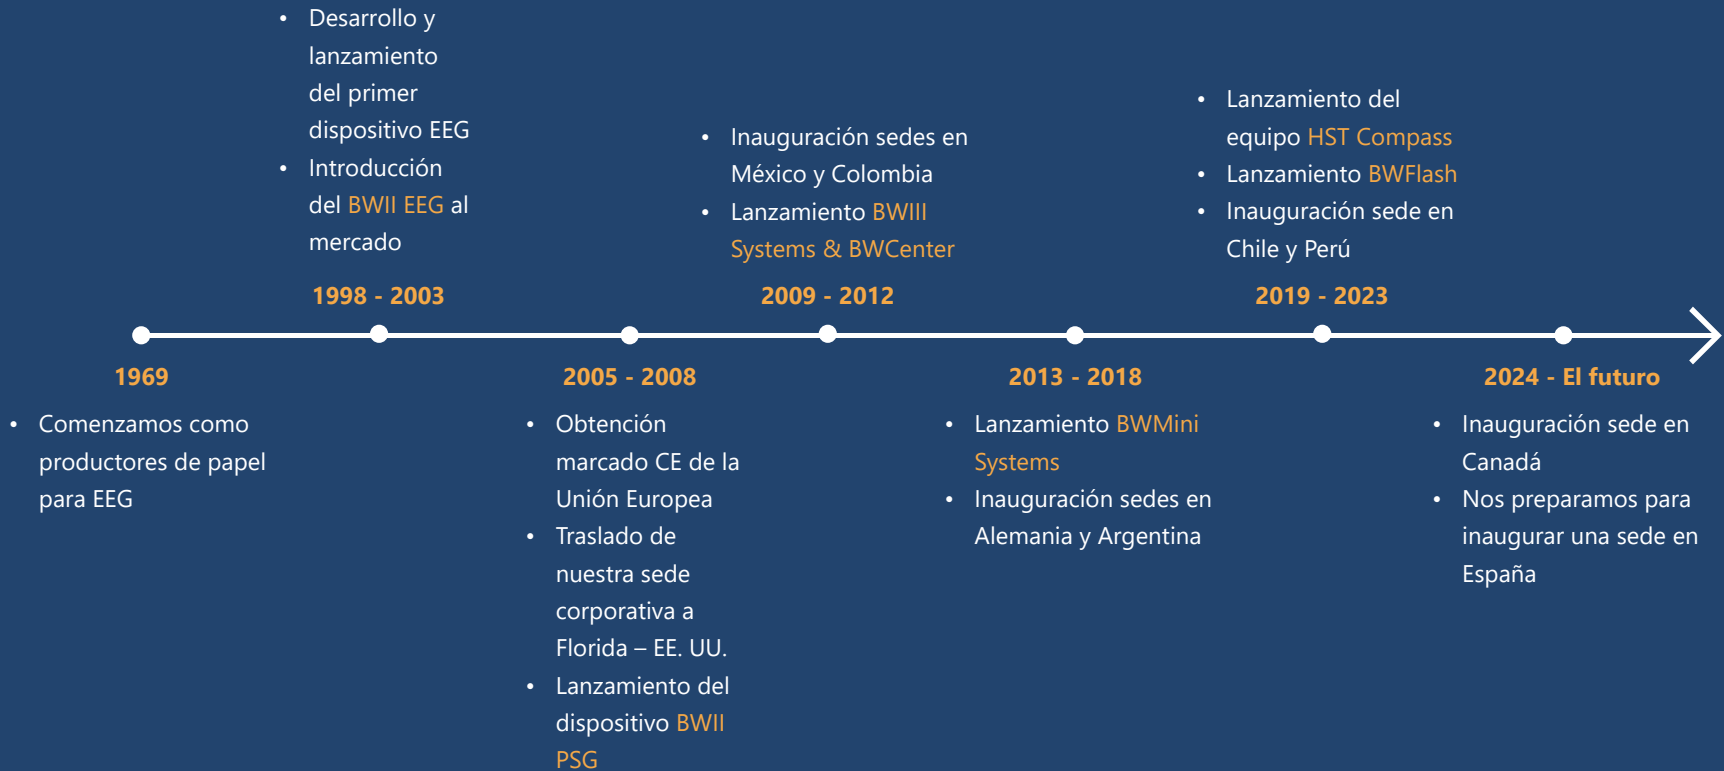 • Desarrollo y
lanzamiento
del primer
dispositivo EEG
• Introducción
del BWII EEG al
mercado
1998 - 2003
• Inauguración sedes en
México y Colombia
• Lanzamiento BWIII
Systems & BWCenter
2009 - 2012
• Lanzamiento del
equipo HST Compass
• Lanzamiento BWFlash
• Inauguración sede en
Chile y Perú
2019 - 2023
1969
• Comenzamos como
productores de papel
para EEG
2005 - 2008
• Obtención
marcado CE de la
Unión Europea
• Traslado de
nuestra sede
corporativa a
Florida – EE. UU.
• Lanzamiento del
dispositivo BWII
PSG
2013 - 2018
• Lanzamiento BWMini
Systems
• Inauguración sedes en
Alemania y Argentina
2024 - El futuro
• Inauguración sede en
Canadá
• Nos preparamos para
inaugurar una sede en
España